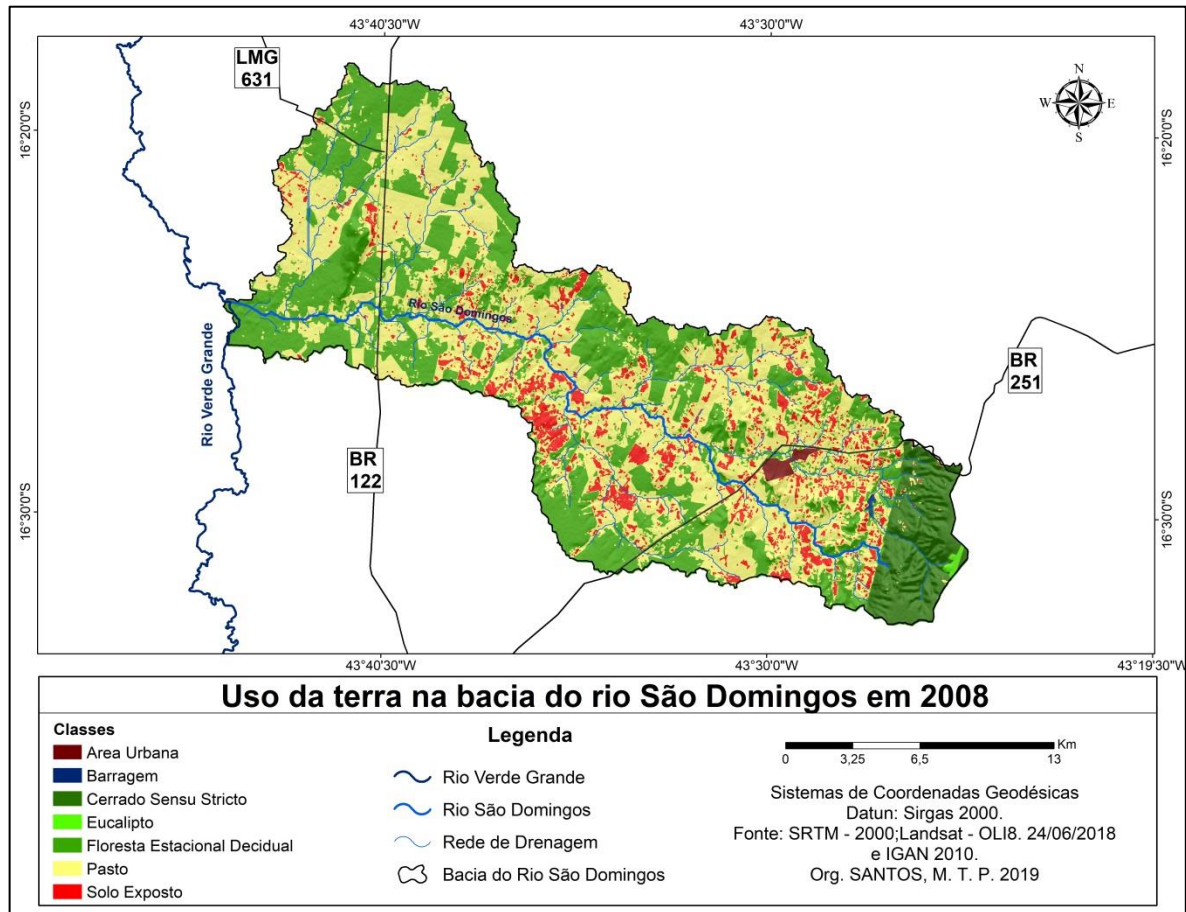 43°40'30"W
43°30'0"W
LMG
631
N
W
E
S
16°20'0"S
16°20'0"S
Rio São Domingos
Rio Verde Grande
BR
251
BR
122
16°30'0"S
16°30'0"S
43°40'30"W
43°30'0"W
43°19'30"W
Uso da terra na bacia do rio São Domingos em 2008
Classes
Area Urbana
Barragem
Cerrado Sensu Stricto
Eucalipto
Floresta Estacional Decidual
Pasto
Solo Exposto
Legenda
Rio Verde Grande
Rio São Domingos
Rede de Drenagem
Bacia do Rio São Domingos
Km
0 3,25 6,5 13
Sistemas de Coordenadas Geodésicas
Datun: Sirgas 2000.
Fonte: SRTM - 2000;Landsat - OLI8. 24/06/2018
e IGAN 2010.
Org. SANTOS, M. T. P. 2019